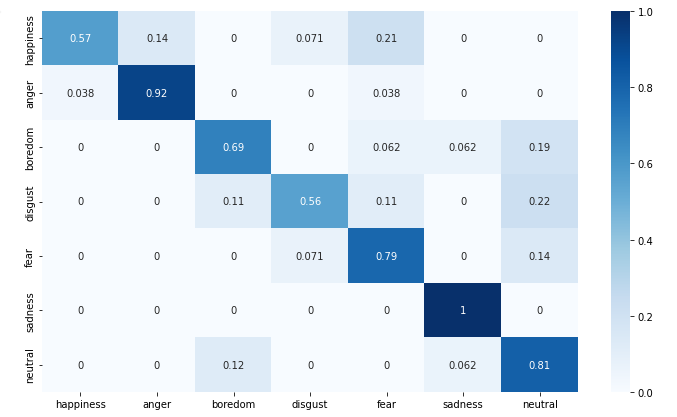 happiness 0.57 0.14 0 0.071 0.21 0 0
anger 0.038 0.92 0 0 0.038 0 0
boredom 0 0 0.69 0 0.062 0.062 0.19
disgust 0 0 0.11 0.56 0.11 0 0.22
fear 0 0 0 0.071 0.79 0 0.14
sadness 0 0 0 0 0 1 0
neutral 0 0 0.12 0 0 0.062 0.81
happiness anger boredom disgust fear sadness neutral
1.0
0.8
0.6
0.4
0.2
0.0